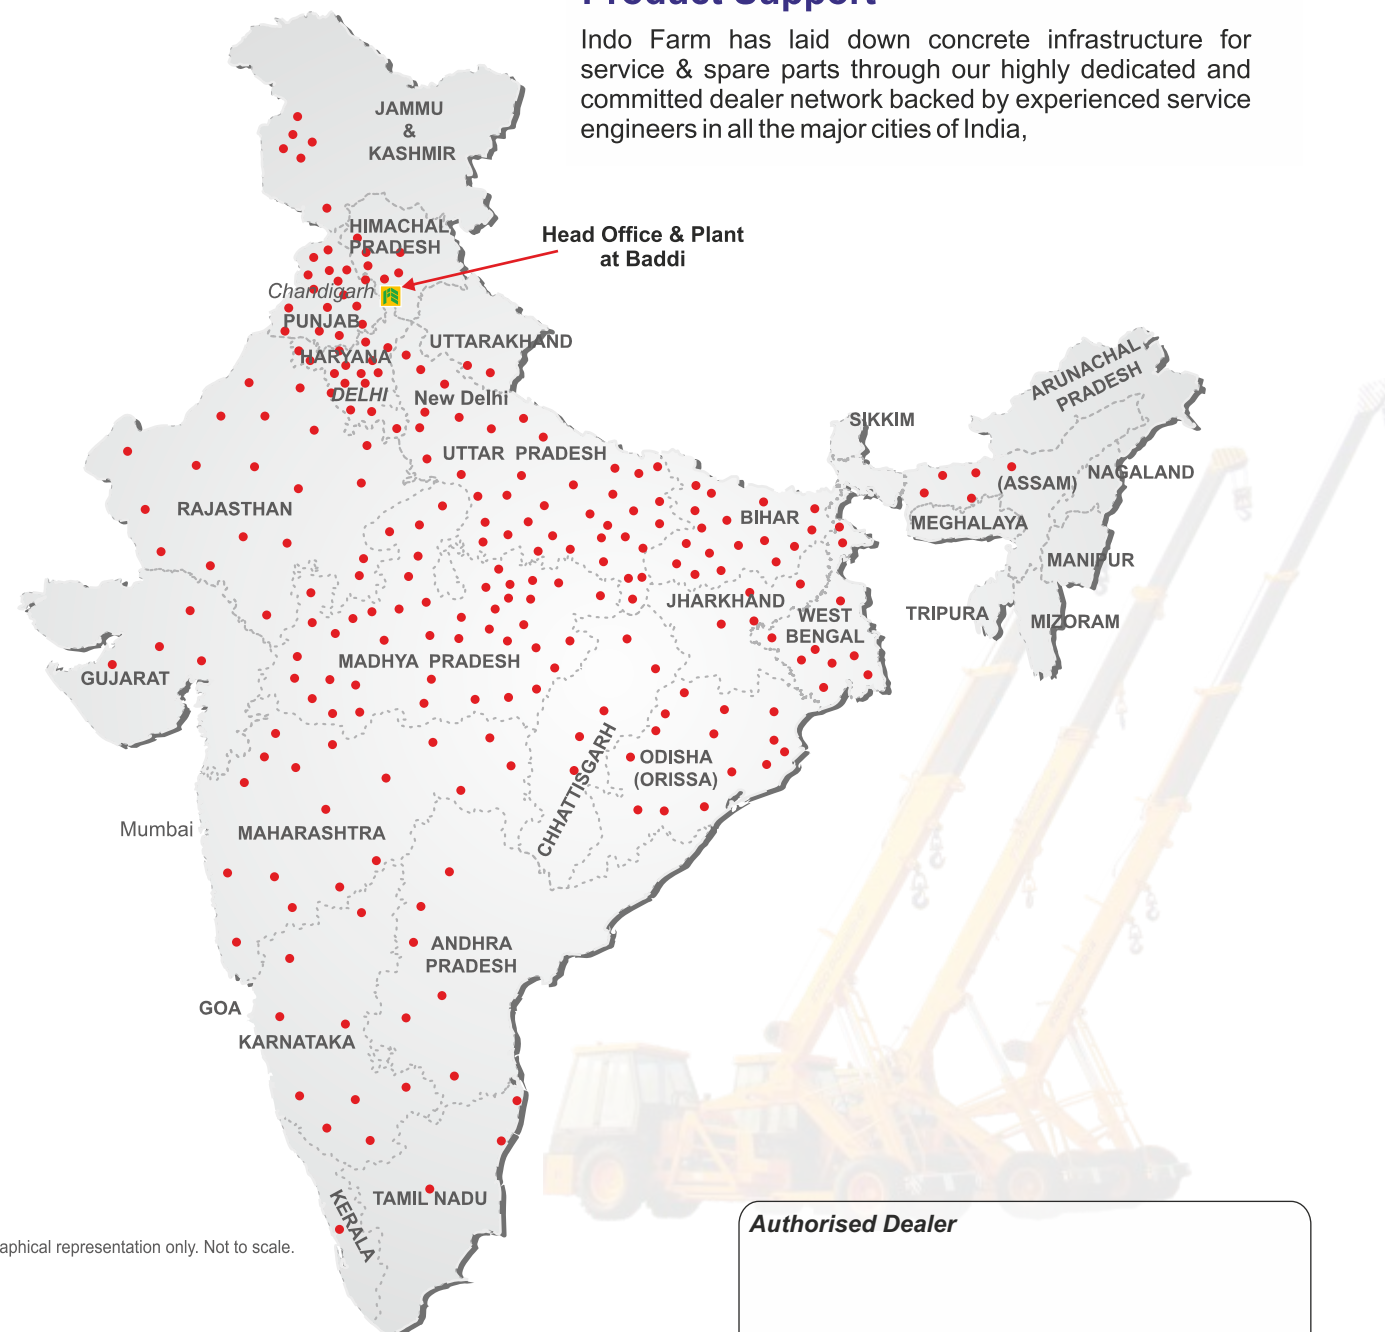 Product Support
Indo Farm has laid down concrete infrastructure for
service & spare parts through our highly dedicated and
committed dealer network backed by experienced service
engineers in all the major cities of India,
JAMMU
&
KASHMIR
HIMACHAL
PRADESH
Head Office & Plant
at Baddi
Chandigarh
PUNJAB
UTTARAKHAND
HARYANA
DELHI
New Delhi
ARUNACHAL
PRADESH
SIKKIM
UTTAR PRADESH
NAGALAND
(ASSAM)
RAJASTHAN
BIHAR
MEGHALAYA
MANIPUR
JHARKHAND
WEST
BENGAL
TRIPURA
MIZORAM
MADHYA PRADESH
GUJARAT
CHHATTISGARH
ODISHA
(ORISSA)
Mumbai
MAHARASHTRA
ANDHRA
PRADESH
GOA
KARNATAKA
TAMIL NADU
KERALA
Authorised Dealer
aphical representation only. Not to scale.